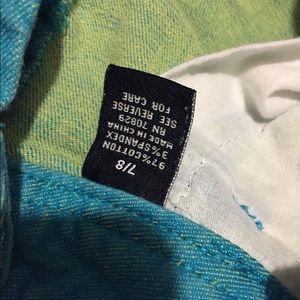 7/8
97% COTTON
3% SPANDEX
MADE IN CHINA
RN 70829
SEE REVERSE
FOR CARE